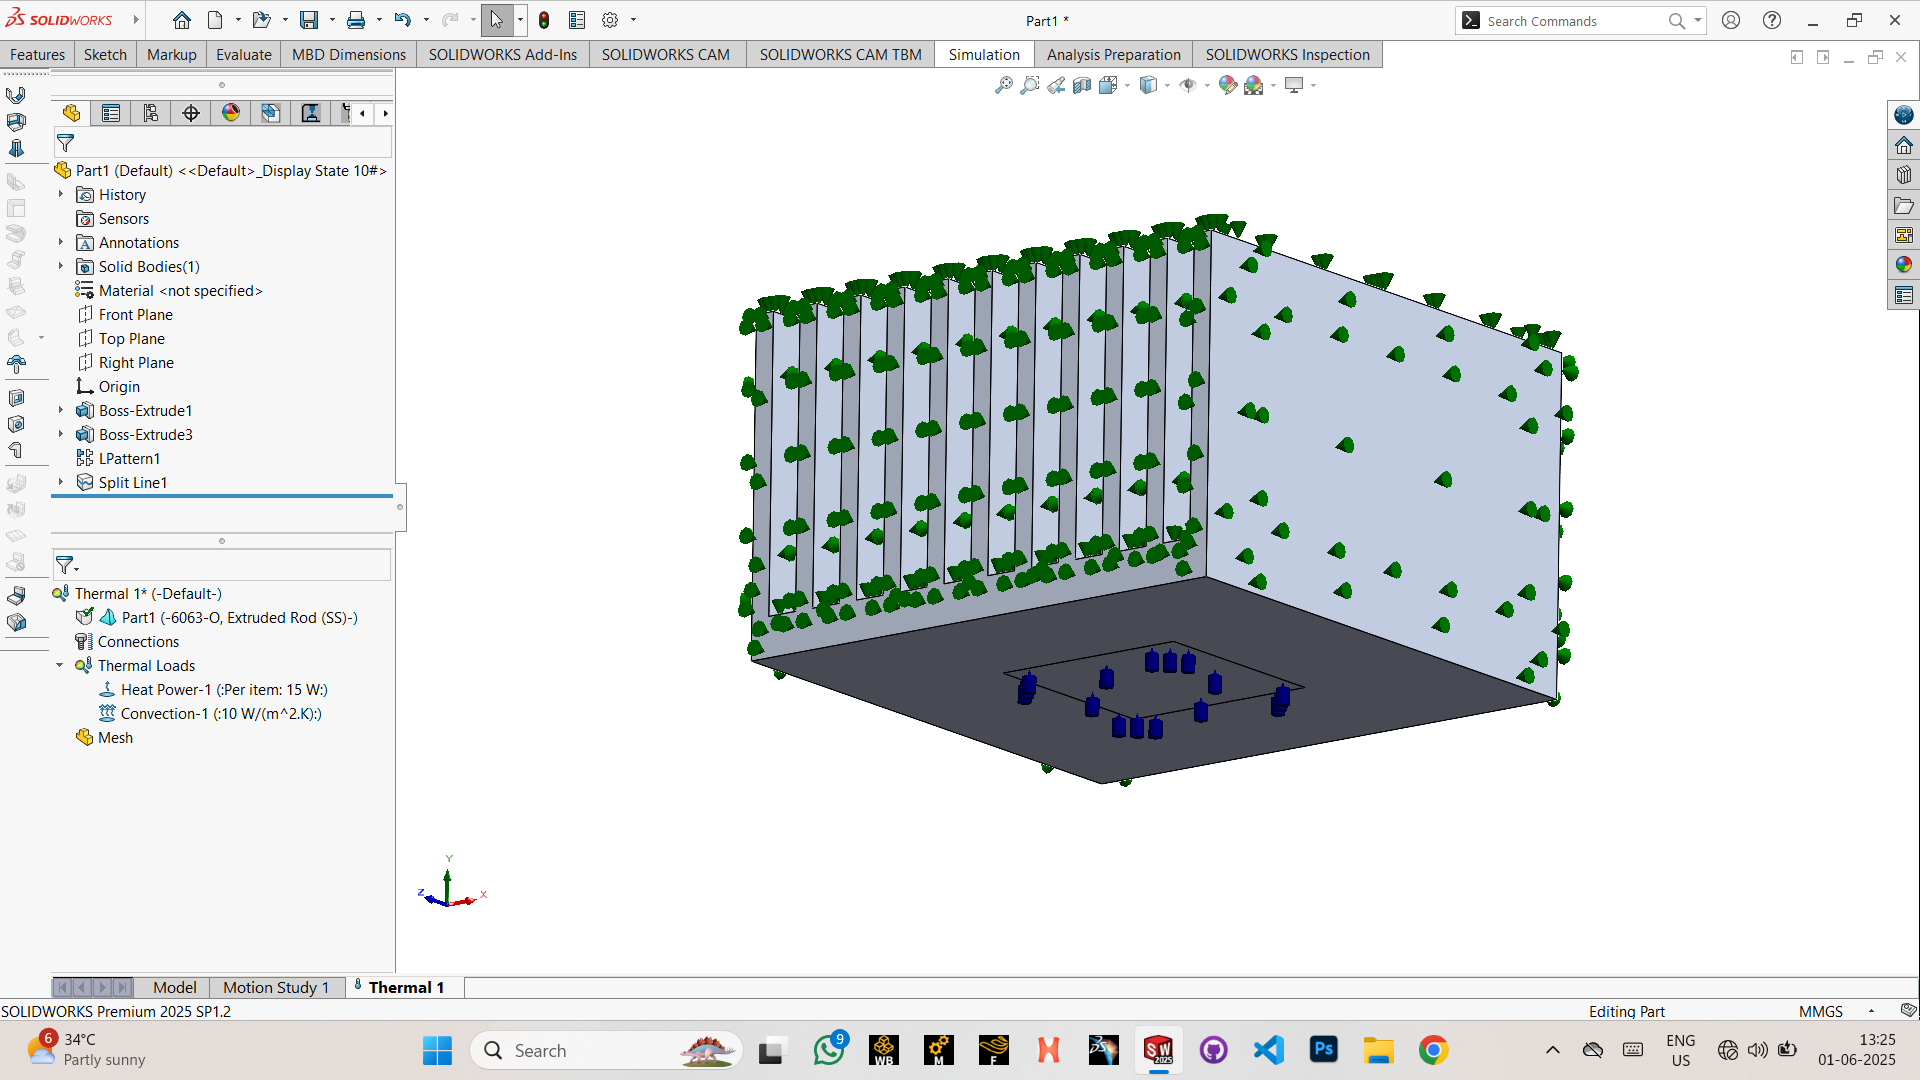 SOLIDWORKS
Part1 *
Search Commands
Features
Sketch
Markup
Evaluate
MBD Dimensions
SOLIDWORKS Add-Ins
SOLIDWORKS CAM
SOLIDWORKS CAM TBM
Simulation
Analysis Preparation
SOLIDWORKS Inspection
Part1 (Default) <<Default>_Display State 10#>
History
Sensors
Annotations
Solid Bodies(1)
Material <not specified>
Front Plane
Top Plane
Right Plane
Origin
Boss-Extrude1
Boss-Extrude3
LPattern1
Split Line1
Thermal 1* (-Default-)
Part1 (-6063-O, Extruded Rod (SS)-)
Connections
Thermal Loads
Heat Power-1 (:Per item: 15 W:)
Convection-1 (:10 W/(m^2.K):)
Mesh
Y
Z
X
Model
Motion Study 1
Thermal 1
SOLIDWORKS Premium 2025 SP1.2
Editing Part
MMGS
6
34°C
Partly sunny
Search
9
WB
M
F
SW
2025
Ps
ENG
US
13:25
01-06-2025